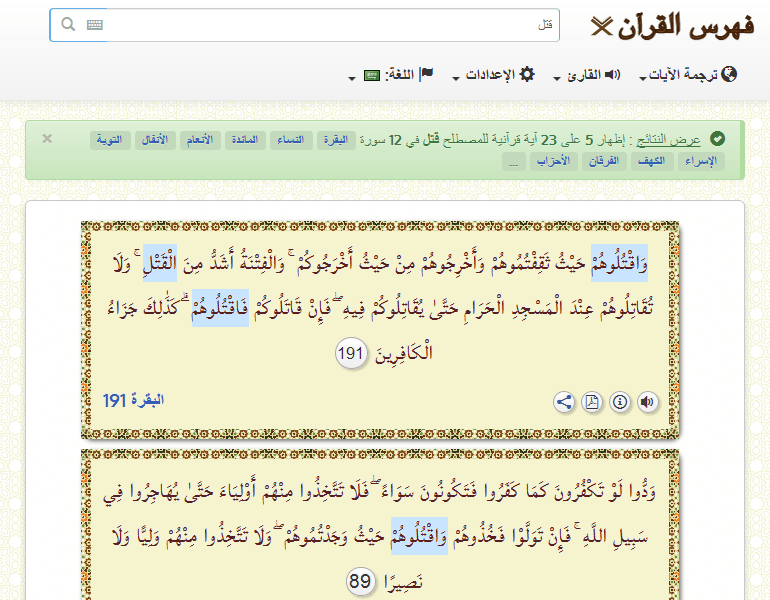 فهرس القرآن
قتل
ترجمة الآيات القارئ الإعدادات اللغة:
عرض النتائج : إظهار 5 على 23 آية قرآنية للمصطلح قتل في 12 سورة البقرة النساء المائدة الأنعام الأنفال التوبة
الإسراء الكهف الفرقان الأحزاب ...
وَاقْتُلُوهُمْ حَيْثُ ثَقِفْتُمُوهُمْ وَأَخْرِجُوهُمْ مِنْ حَيْثُ أَخْرَجُوكُمْ ۚ وَالْفِتْنَةُ أَشَدُّ مِنَ الْقَتْلِ ۚ وَلَا
تُقَاتِلُوهُمْ عِنْدَ الْمَسْجِدِ الْحَرَامِ حَتَّىٰ يُقَاتِلُوكُمْ فِيهِ ۖ فَإِنْ قَاتَلُوكُمْ فَاقْتُلُوهُمْ ۗ كَذَٰلِكَ جَزَاءُ
الْكَافِرِينَ 191
البقرة 191
وَدُّوا لَوْ تَكْفُرُونَ كَمَا كَفَرُوا فَتَكُونُونَ سَوَاءً ۖ فَلَا تَتَّخِذُوا مِنْهُمْ أَوْلِيَاءَ حَتَّىٰ يُهَاجِرُوا فِي
سَبِيلِ اللَّهِ ۚ فَإِنْ تَوَلَّوْا فَخُذُوهُمْ وَاقْتُلُوهُمْ حَيْثُ وَجَدْتُمُوهُمْ ۖ وَلَا تَتَّخِذُوا مِنْهُمْ وَلِيًّا وَلَا
نَصِيرًا 89